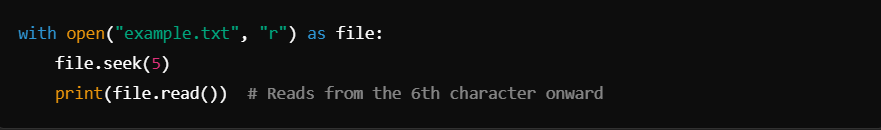 with open("example.txt", "r") as file:
    file.seek(5)
    print(file.read())  # Reads from the 6th character onward